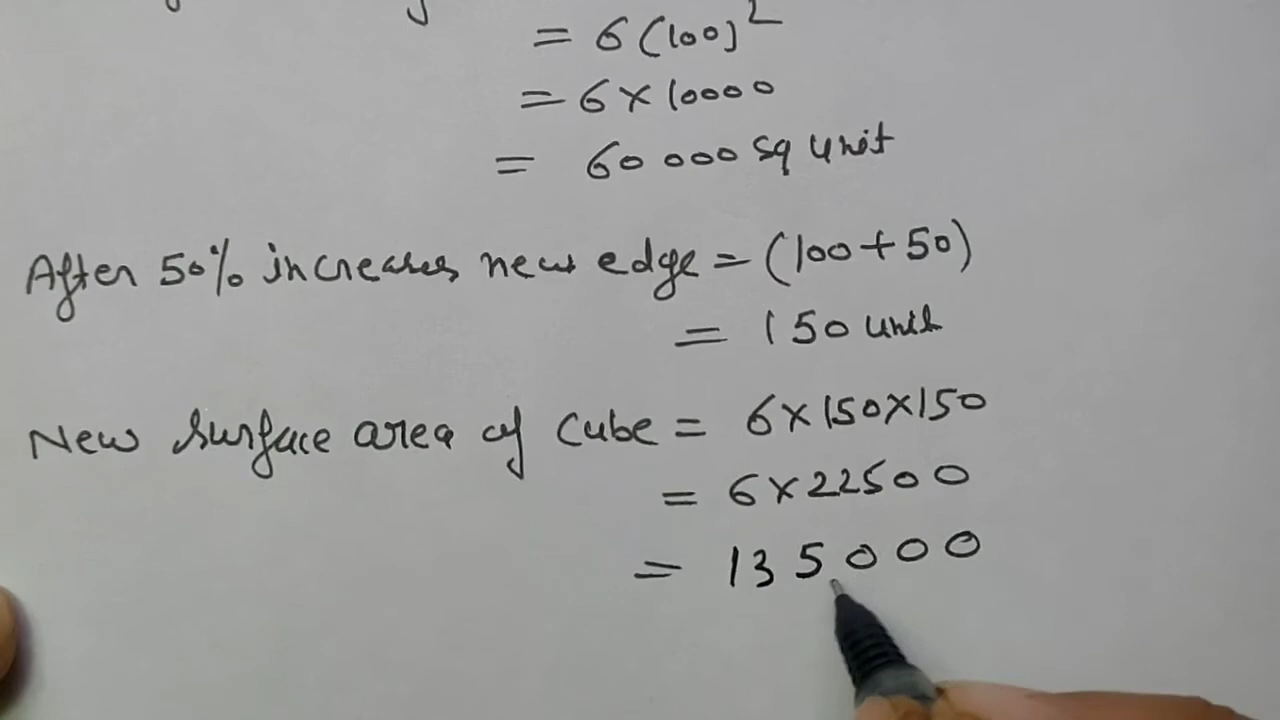 = 6(100)²
= 6×10000
= 60000 sq unit
After 50% increases new edge = (100+50)
= 150 unit
New surface area of cube = 6×150×150
= 6×22500
= 135000